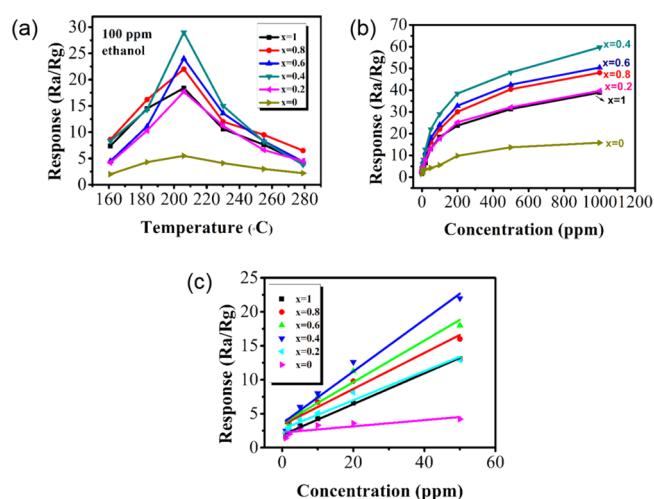 (a)
100 ppm
ethanol
x=1
x=0.8
x=0.6
x=0.4
x=0.2
x=0
Response (Ra/Rg)
35
30
25
20
15
10
5
0
160 180 200 220 240 260 280
Temperature (◦C)
(b)
Response (Ra/Rg)
70
60
50
40
30
20
10
0
x=0.4
x=0.6
x=0.8
x=0.2
x=1
x=0
0 200 400 600 800 1000 1200
Concentration (ppm)
(c)
Response (Ra/Rg)
25
20
15
10
5
0
x=1
x=0.8
x=0.6
x=0.4
x=0.2
x=0
0 20 40 60
Concentration (ppm)